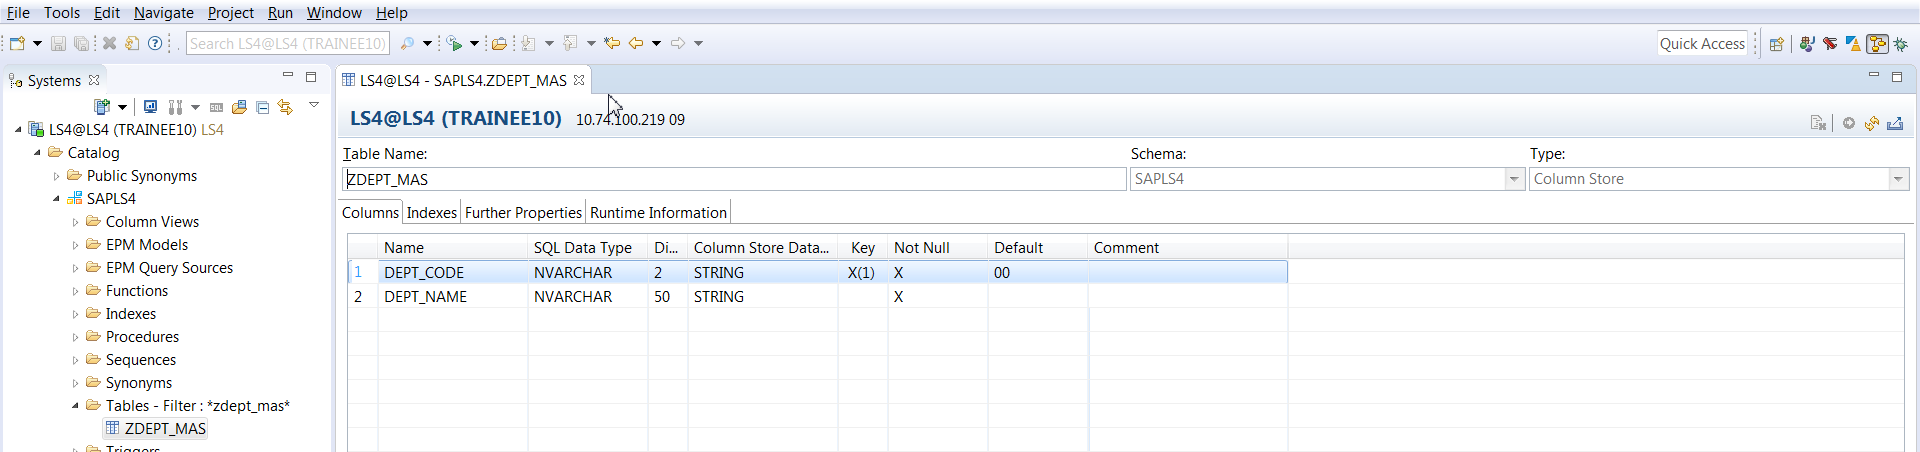 File Tools Edit Navigate Project Run Window Help
Search LS4@LS4 (TRAINEE10)
Quick Access
Systems
LS4@LS4 - SAPLS4.ZDEPT_MAS
SQL
LS4@LS4 (TRAINEE10) LS4
Catalog
Public Synonyms
SAPLS4
Column Views
EPM Models
EPM Query Sources
Functions
Indexes
Procedures
Sequences
Synonyms
Tables - Filter : *zdept_mas*
ZDEPT_MAS
Triggers
LS4@LS4 (TRAINEE10) 10.74.100.219 09
Table Name: Schema: Type:
ZDEPT_MAS SAPLS4 Column Store
Columns Indexes Further Properties Runtime Information
Name SQL Data Type Di... Column Store Data... Key Not Null Default Comment
1 DEPT_CODE NVARCHAR 2 STRING X(1) X 00
2 DEPT_NAME NVARCHAR 50 STRING X